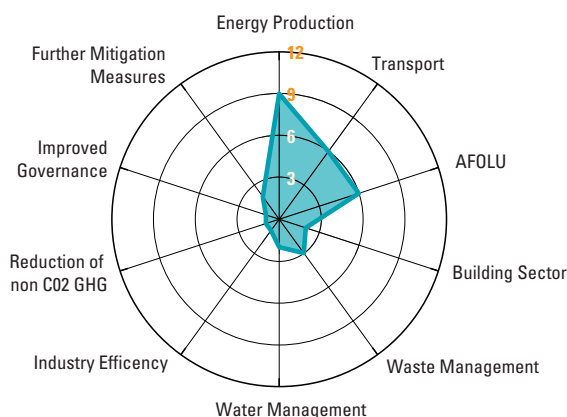 Energy Production
12
9
6
3
Transport
AFOLU
Building Sector
Waste Management
Water Management
Industry Efficency
Reduction of
non C02 GHG
Improved
Governance
Further Mitigation
Measures